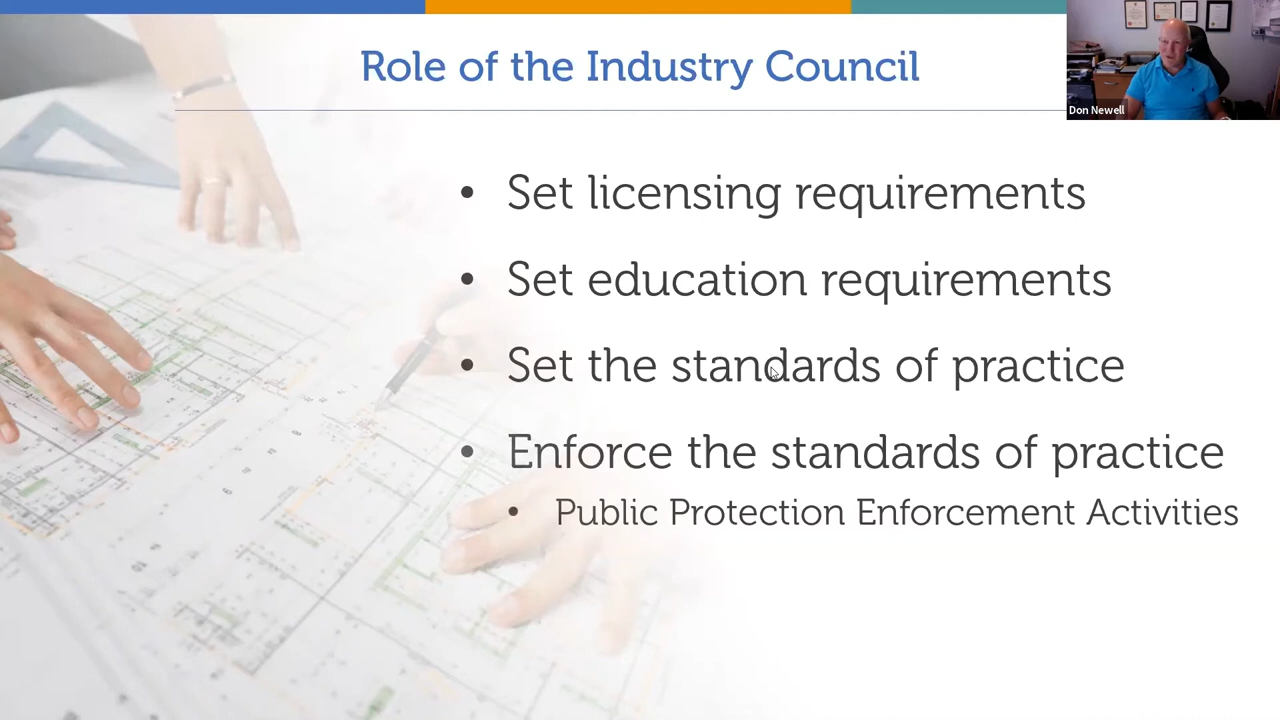 Role of the Industry Council
Don Newell
• Set licensing requirements
• Set education requirements
• Set the standards of practice
• Enforce the standards of practice
• Public Protection Enforcement Activities